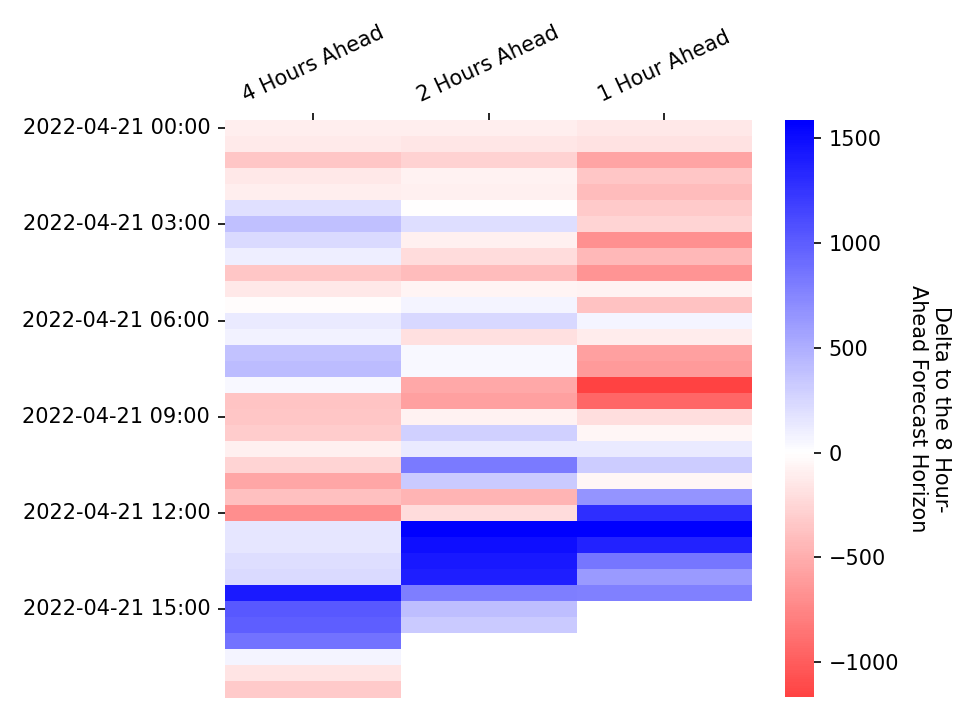 4 Hours Ahead
2 Hours Ahead
1 Hour Ahead
2022-04-21 00:00
2022-04-21 03:00
2022-04-21 06:00
2022-04-21 09:00
2022-04-21 12:00
2022-04-21 15:00
1500
1000
500
0
−500
−1000
Delta to the 8 Hour-
Ahead Forecast Horizon